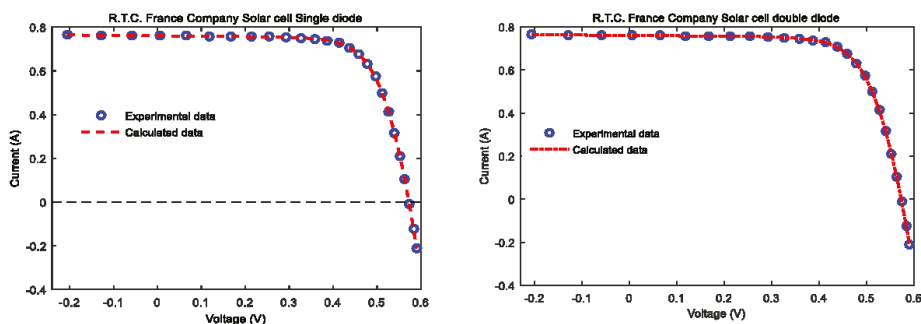 R.T.C. France Company Solar cell Single diode
0.8
0.6
0.4
0.2
0
-0.2
-0.4
Current (A)
Experimental data
Calculated data
-0.2 -0.1 0 0.1 0.2 0.3 0.4 0.5 0.6
Voltage (V)
R.T.C. France Company Solar cell double diode
0.8
0.6
0.4
0.2
0
-0.2
-0.4
Current (A)
Experimental data
Calculated data
-0.2 -0.1 0 0.1 0.2 0.3 0.4 0.5 0.6
Voltage (V)